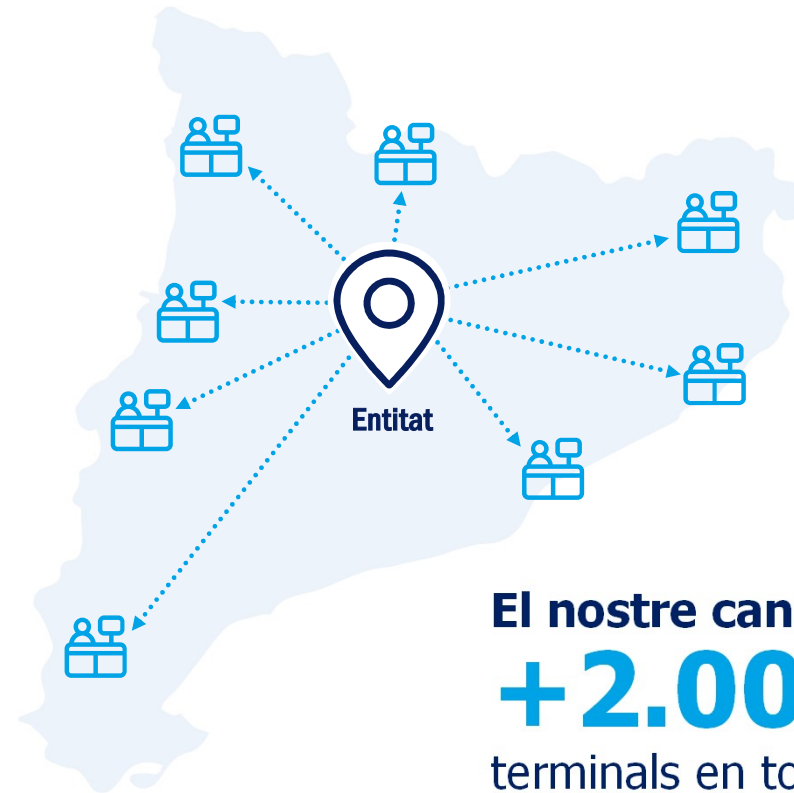 Entitat
El nostre can
+2.00
terminals en to